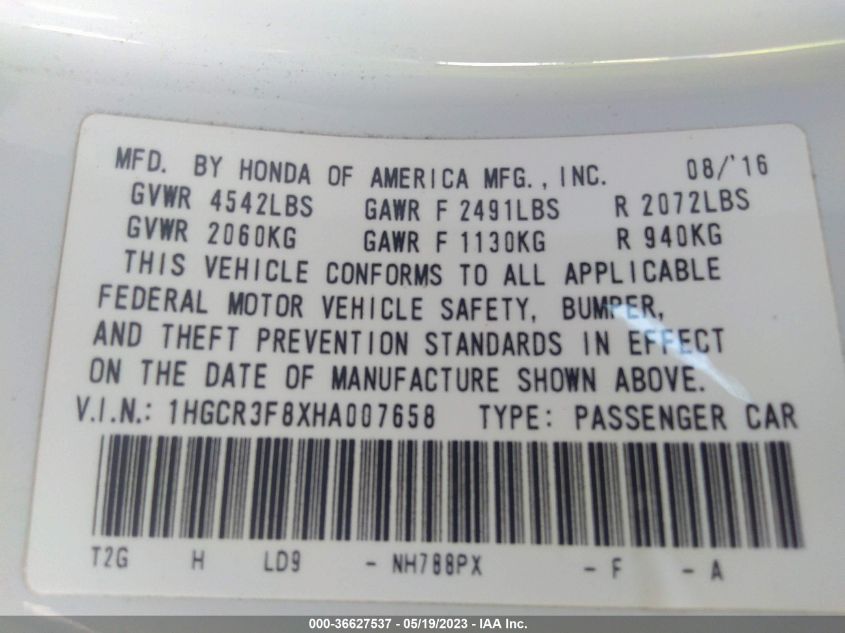 MFD. BY HONDA OF AMERICA MFG., INC. 08/'16
GVWR 4542LBS GAWR F 2491LBS R 2072LBS
GVWR 2060KG GAWR F 1130KG R 940KG
THIS VEHICLE CONFORMS TO ALL APPLICABLE
FEDERAL MOTOR VEHICLE SAFETY, BUMPER,
AND THEFT PREVENTION STANDARDS IN EFFECT
ON THE DATE OF MANUFACTURE SHOWN ABOVE.
V.I.N.: 1HGCR3F8XHA007658 TYPE: PASSENGER CAR
T2G H LD9 - NH788PX - F - A
000-36627537 - 05/19/2023 - IAA Inc.